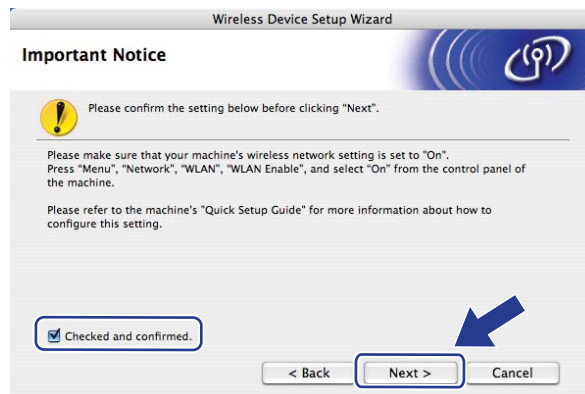 Wireless Device Setup Wizard
Important Notice
Please confirm the setting below before clicking "Next".
Please make sure that your machine's wireless network setting is set to "On".
Press "Menu", "Network", "WLAN", "WLAN Enable", and select "On" from the control panel of
the machine.
Please refer to the machine's "Quick Setup Guide" for more information about how to
configure this setting.
Checked and confirmed.
< Back
Next >
Cancel